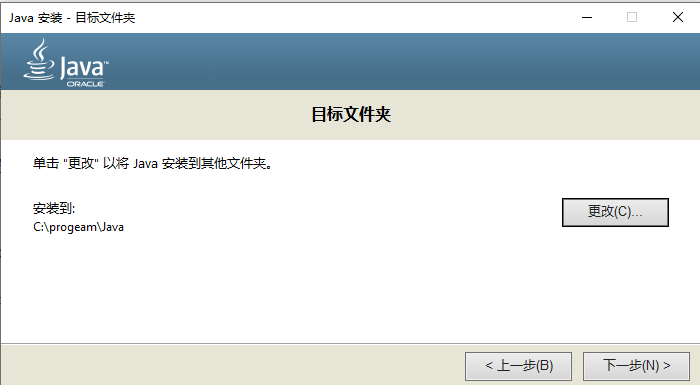 Java 安装 - 目标文件夹
Java™
ORACLE
目标文件夹
单击 "更改" 以将 Java 安装到其他文件夹。
安装到:
更改(C)...
C:\progeam\Java
< 上一步(B)
下一步(N) >